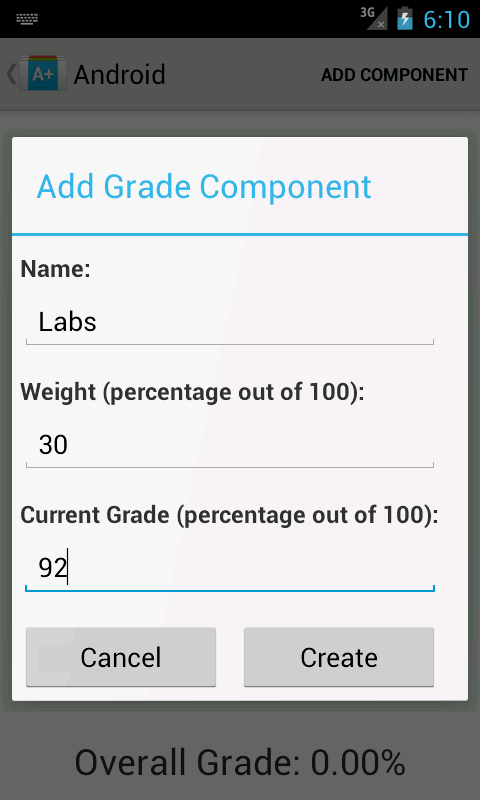 3G 6:10
A+ Android ADD COMPONENT
Add Grade Component
Name:
Labs
Weight (percentage out of 100):
30
Current Grade (percentage out of 100):
92
Cancel Create
Overall Grade: 0.00%